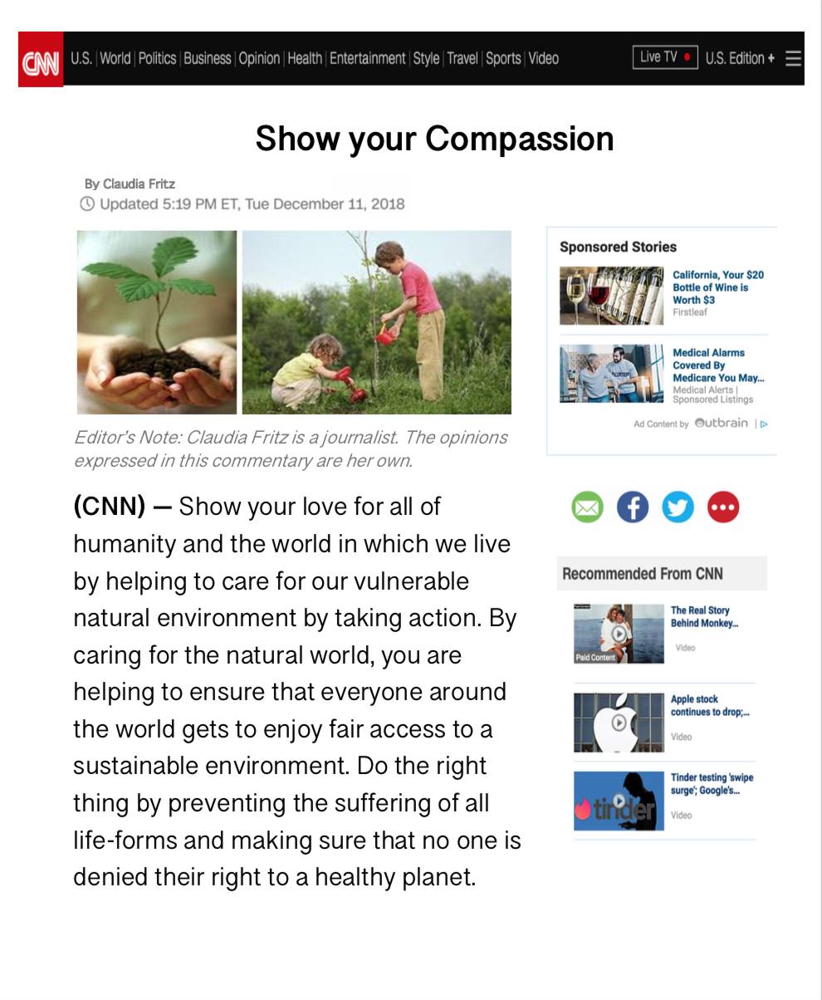 CNN
U.S. | World | Politics | Business | Opinion | Health | Entertainment | Style | Travel | Sports | Video
Live TV
U.S. Edition +
Show your Compassion
By Claudia Fritz
Updated 5:19 PM ET, Tue December 11, 2018
Editor's Note: Claudia Fritz is a journalist. The opinions
expressed in this commentary are her own.
(CNN) — Show your love for all of
humanity and the world in which we live
by helping to care for our vulnerable
natural environment by taking action. By
caring for the natural world, you are
helping to ensure that everyone around
the world gets to enjoy fair access to a
sustainable environment. Do the right
thing by preventing the suffering of all
life-forms and making sure that no one is
denied their right to a healthy planet.
Sponsored Stories
California, Your $20
Bottle of Wine is
Worth $3
Firstleaf
VOLUNTEER
Medical Alarms
Covered By
Medicare You May...
Medical Alerts |
Sponsored Listings
Ad Content by Outbrain
Recommended From CNN
Paid Content
Paid Content
The Real Story
Behind Monkey...
Video
Apple stock
continues to drop;...
Video
tinder
Tinder testing 'swipe
surge'; Google's...
Video